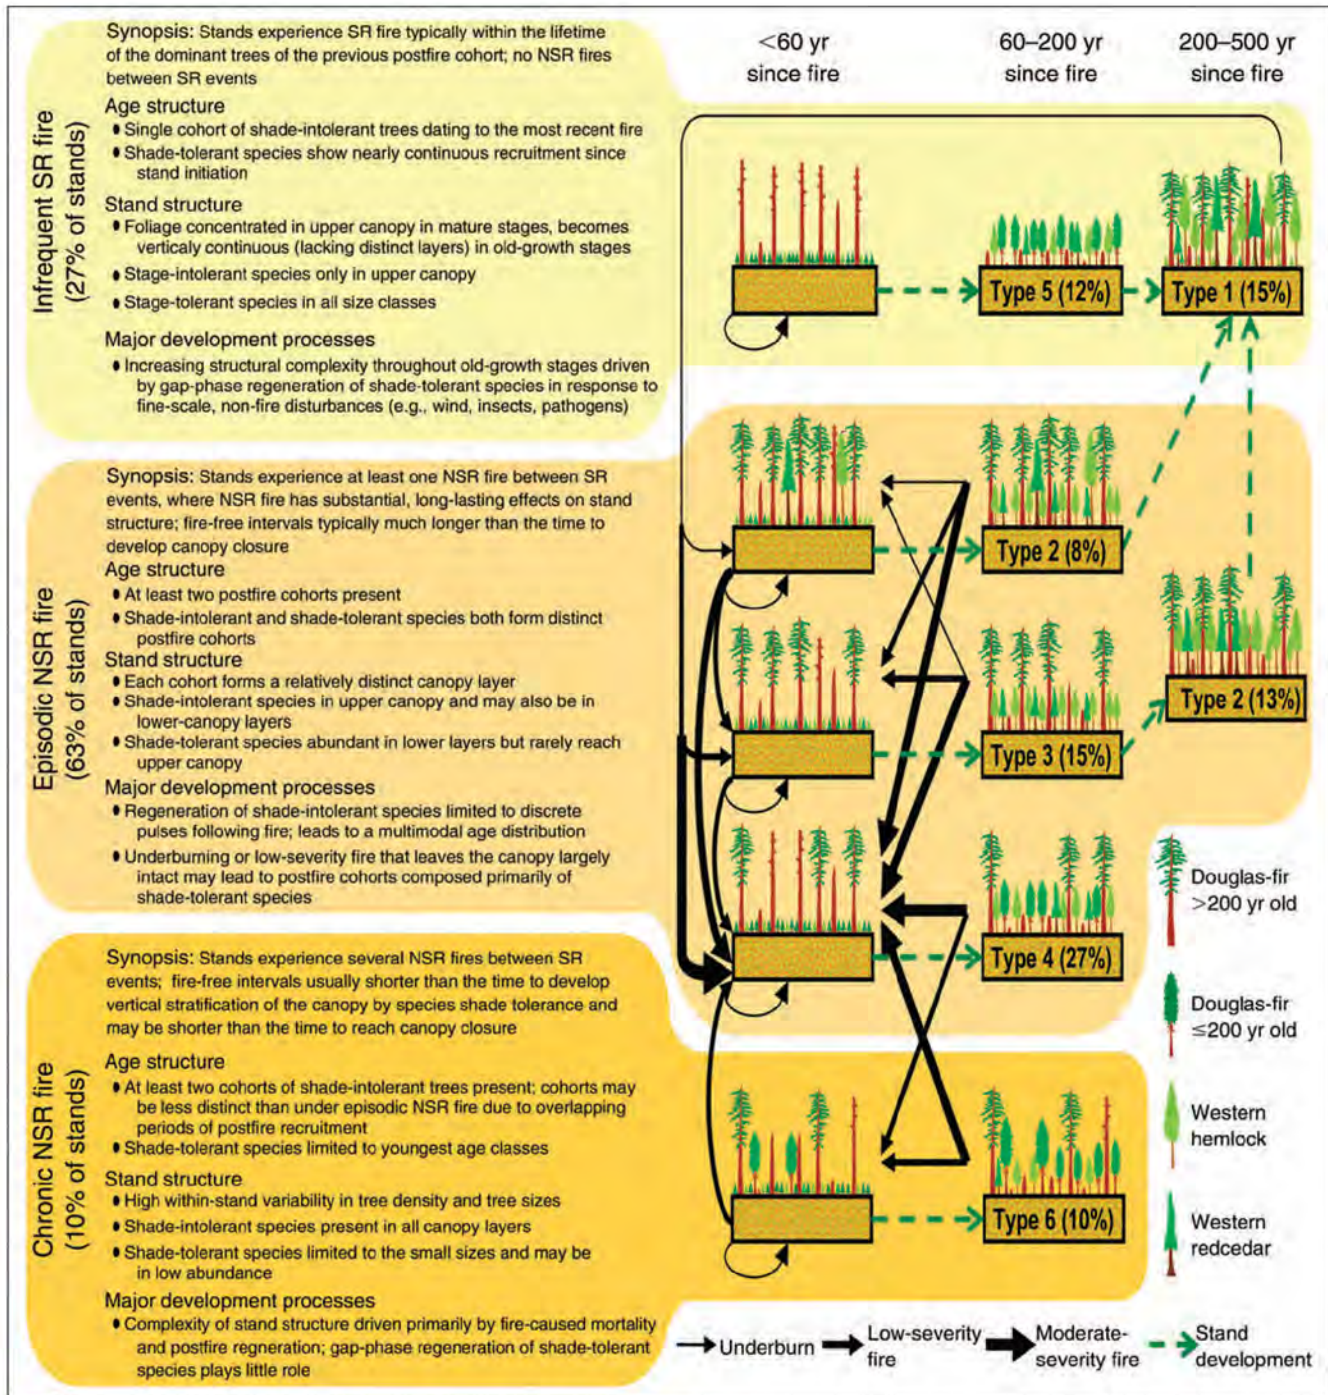 Infrequent SR fire
(27% of stands)
Synopsis: Stands experience SR fire typically within the lifetime
of the dominant trees of the previous postfire cohort; no NSR fires
between SR events
Age structure
• Single cohort of shade-intolerant trees dating to the most recent fire
• Shade-tolerant species show nearly continuous recruitment since
stand initiation
Stand structure
• Foliage concentrated in upper canopy in mature stages, becomes
verticaly continuous (lacking distinct layers) in old-growth stages
• Stage-intolerant species only in upper canopy
• Stage-tolerant species in all size classes
Major development processes
• Increasing structural complexity throughout old-growth stages driven
by gap-phase regeneration of shade-tolerant species in response to
fine-scale, non-fire disturbances (e.g., wind, insects, pathogens)
<60 yr
since fire
60–200 yr
since fire
200–500 yr
since fire
Type 5 (12%)
Type 1 (15%)
Episodic NSR fire
(63% of stands)
Synopsis: Stands experience at least one NSR fire between SR
events, where NSR fire has substantial, long-lasting effects on stand
structure; fire-free intervals typically much longer than the time to
develop canopy closure
Age structure
• At least two postfire cohorts present
• Shade-intolerant and shade-tolerant species both form distinct
postfire cohorts
Stand structure
• Each cohort forms a relatively distinct canopy layer
• Shade-intolerant species in upper canopy and may also be in
lower-canopy layers
• Shade-tolerant species abundant in lower layers but rarely reach
upper canopy
Major development processes
• Regeneration of shade-intolerant species limited to discrete
pulses following fire; leads to a multimodal age distribution
• Underburning or low-severity fire that leaves the canopy largely
intact may lead to postfire cohorts composed primarily of
shade-tolerant species
Type 2 (8%)
Type 2 (13%)
Type 3 (15%)
Type 4 (27%)
Chronic NSR fire
(10% of stands)
Synopsis: Stands experience several NSR fires between SR
events; fire-free intervals usually shorter than the time to develop
vertical stratification of the canopy by species shade tolerance and
may be shorter than the time to reach canopy closure
Age structure
• At least two cohorts of shade-intolerant trees present; cohorts may
be less distinct than under episodic NSR fire due to overlapping
periods of postfire recruitment
• Shade-tolerant species limited to youngest age classes
Stand structure
• High within-stand variability in tree density and tree sizes
• Shade-intolerant species present in all canopy layers
• Shade-tolerant species limited to the small sizes and may be
in low abundance
Major development processes
• Complexity of stand structure driven primarily by fire-caused mortality
and postfire regneration; gap-phase regeneration of shade-tolerant
species plays little role
Type 6 (10%)
Douglas-fir
>200 yr old
Douglas-fir
≤200 yr old
Western
hemlock
Western
redcedar
Underburn
Low-severity
fire
Moderate-
severity fire
Stand
development